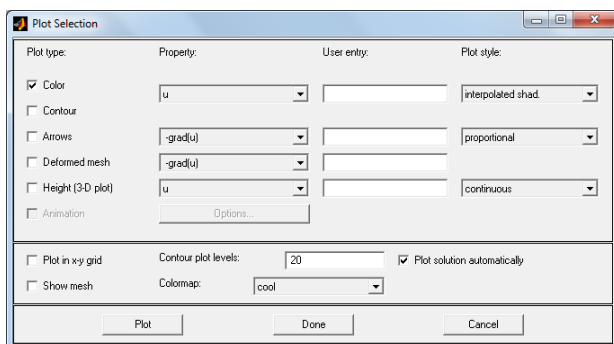 Plot Selection
Plot type: Property: User entry: Plot style:
Color u interpolated shad.
Contour
Arrows -grad(u) proportional
Deformed mesh -grad(u)
Height (3-D plot) u continuous
Animation Options...
Plot in x-y grid Contour plot levels: 20 Plot solution automatically
Show mesh Colormap: cool
Plot Done Cancel